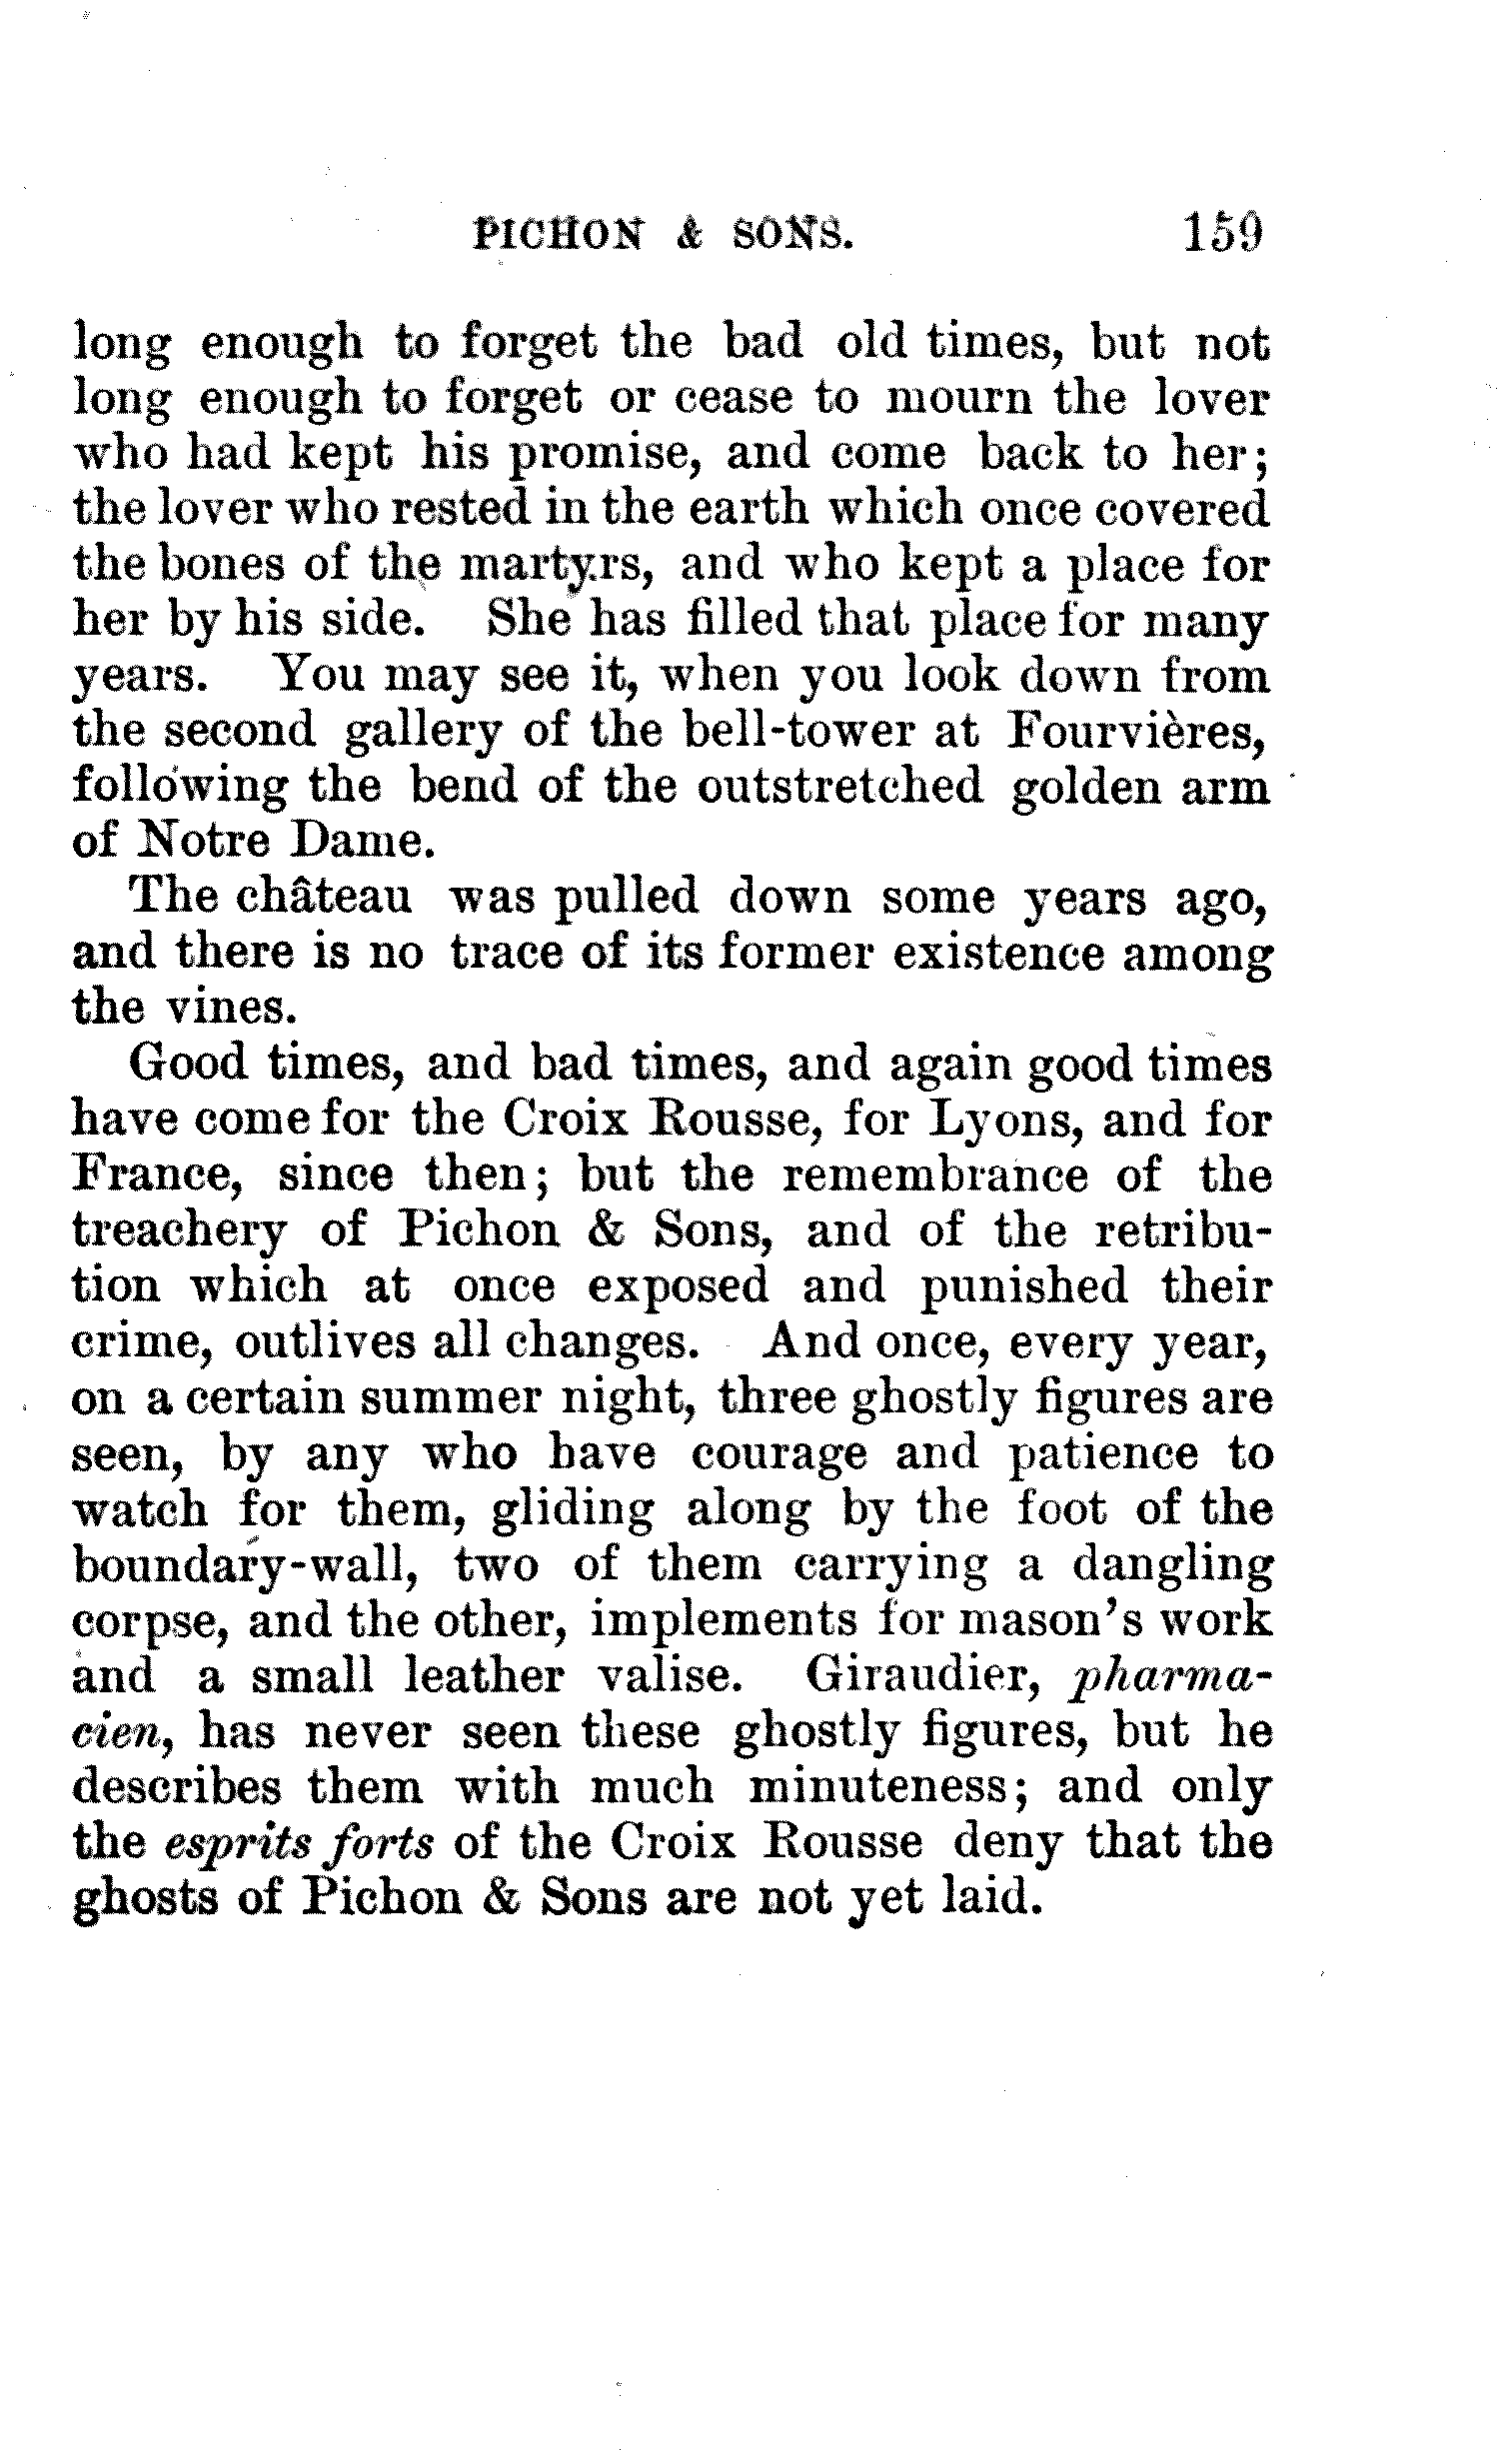 PICHON & SONS. 159
long enough to forget the bad old times, but not
long enough to forget or cease to mourn the lover
who had kept his promise, and come back to her;
the lover who rested in the earth which once covered
the bones of the martyrs, and who kept a place for
her by his side. She has filled that place for many
years. You may see it, when you look down from
the second gallery of the bell-tower at Fourvières,
following the bend of the outstretched golden arm
of Notre Dame.
The château was pulled down some years ago,
and there is no trace of its former existence among
the vines.
Good times, and bad times, and again good times
have come for the Croix Rousse, for Lyons, and for
France, since then; but the remembrance of the
treachery of Pichon & Sons, and of the retribu-
tion which at once exposed and punished their
crime, outlives all changes. And once, every year,
on a certain summer night, three ghostly figures are
seen, by any who have courage and patience to
watch for them, gliding along by the foot of the
boundary-wall, two of them carrying a dangling
corpse, and the other, implements for mason's work
and a small leather valise. Giraudier, pharma-
cien, has never seen these ghostly figures, but he
describes them with much minuteness; and only
the esprits forts of the Croix Rousse deny that the
ghosts of Pichon & Sons are not yet laid.